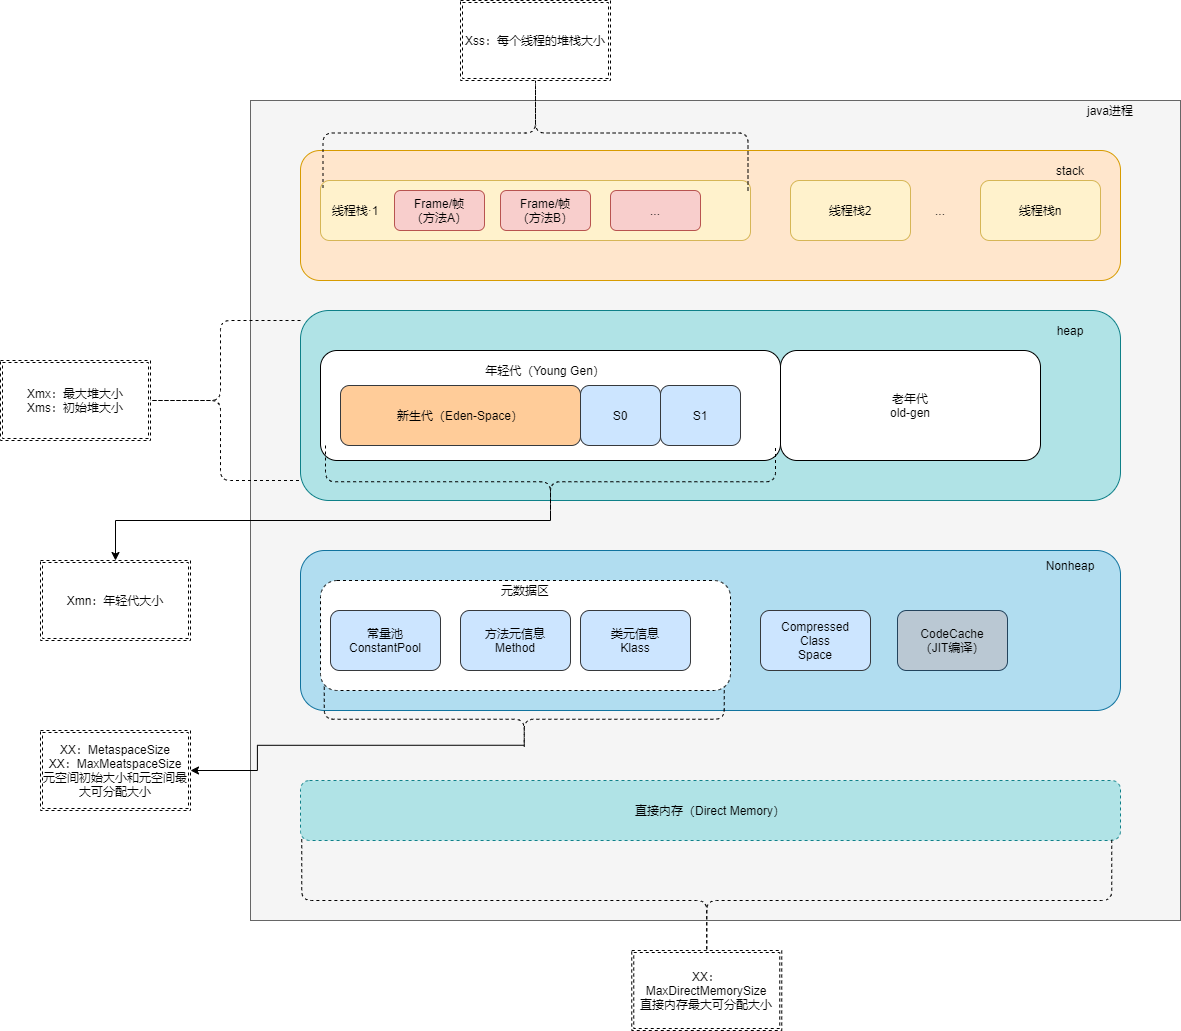 Xss：每个线程的堆栈大小
java进程
stack
线程栈·1
Frame/帧
（方法A）
Frame/帧
（方法B）
...
线程栈2
...
线程栈n
heap
年轻代（Young Gen）
新生代（Eden-Space）
S0
S1
老年代
old-gen
Xmx：最大堆大小
Xms：初始堆大小
Xmn：年轻代大小
Nonheap
元数据区
常量池
ConstantPool
方法元信息
Method
类元信息
Klass
Compressed
Class
Space
CodeCache
（JIT编译）
XX：MetaspaceSize
XX：MaxMeatspaceSize
元空间初始大小和元空间最
大可分配大小
直接内存（Direct Memory）
XX：
MaxDirectMemorySize
直接内存最大可分配大小